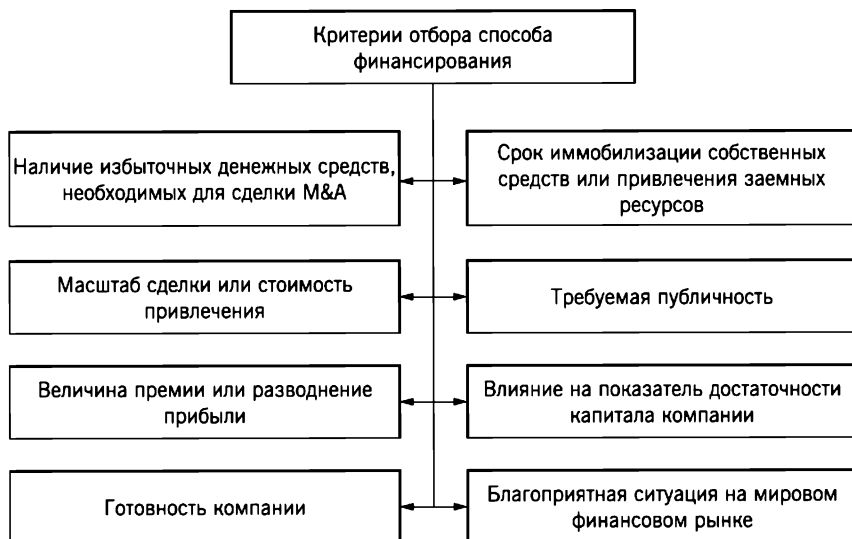 Критерии отбора способа
финансирования
Наличие избыточных денежных средств,
необходимых для сделки M&A
Срок иммобилизации собственных
средств или привлечения заемных
ресурсов
Масштаб сделки или стоимость
привлечения
Требуемая публичность
Величина премии или разводнение
прибыли
Влияние на показатель достаточности
капитала компании
Готовность компании
Благоприятная ситуация на мировом
финансовом рынке